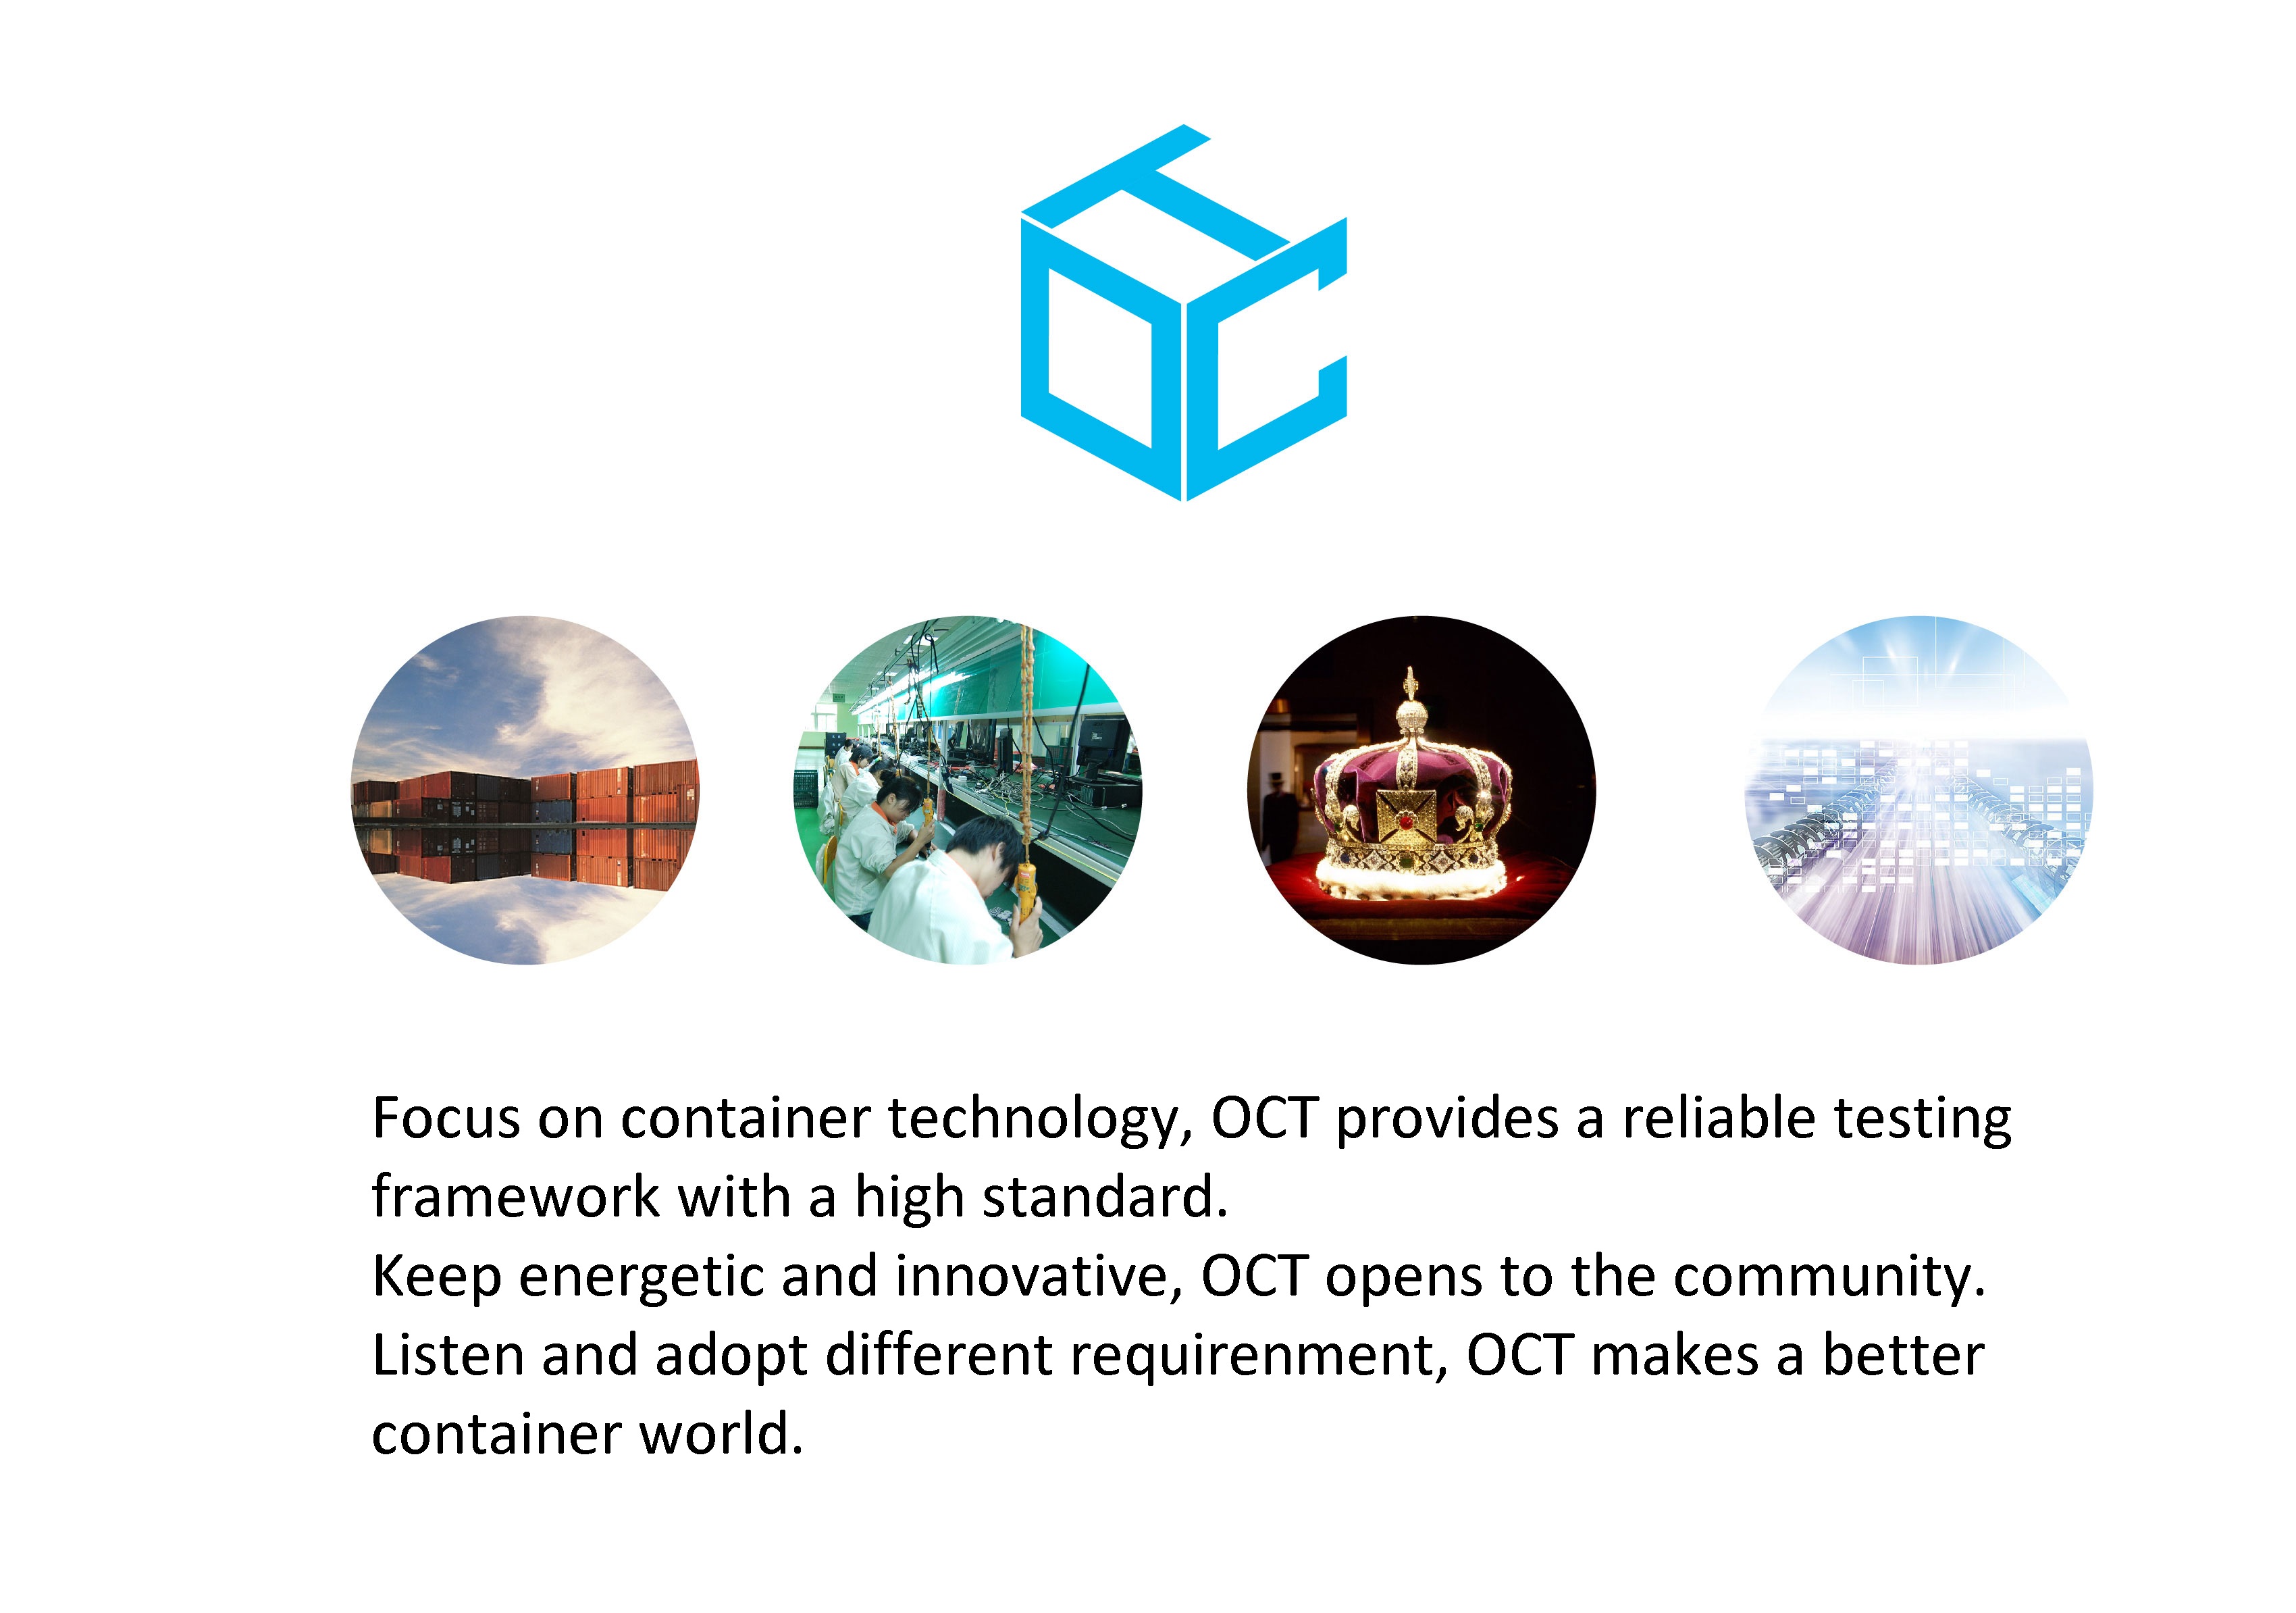 OCT
Focus on container technology, OCT provides a reliable testing
framework with a high standard.
Keep energetic and innovative, OCT opens to the community.
Listen and adopt different requirenment, OCT makes a better
container world.